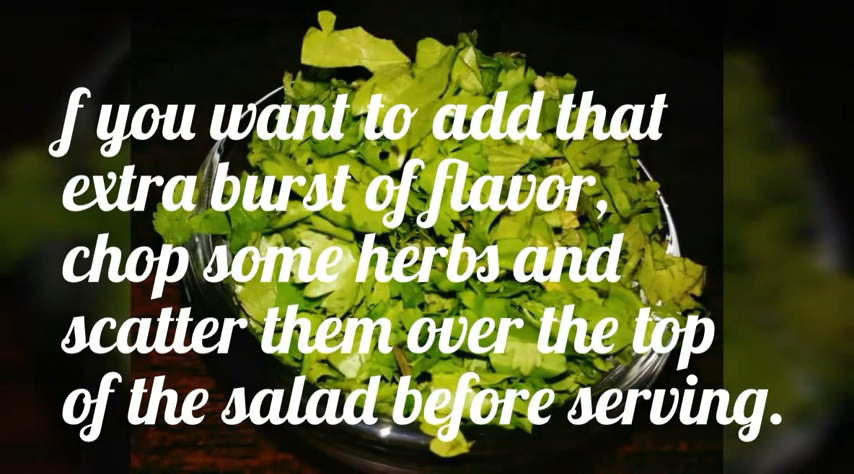 f you want to add that
extra burst of flavor,
chop some herbs and
scatter them over the top
of the salad before serving.